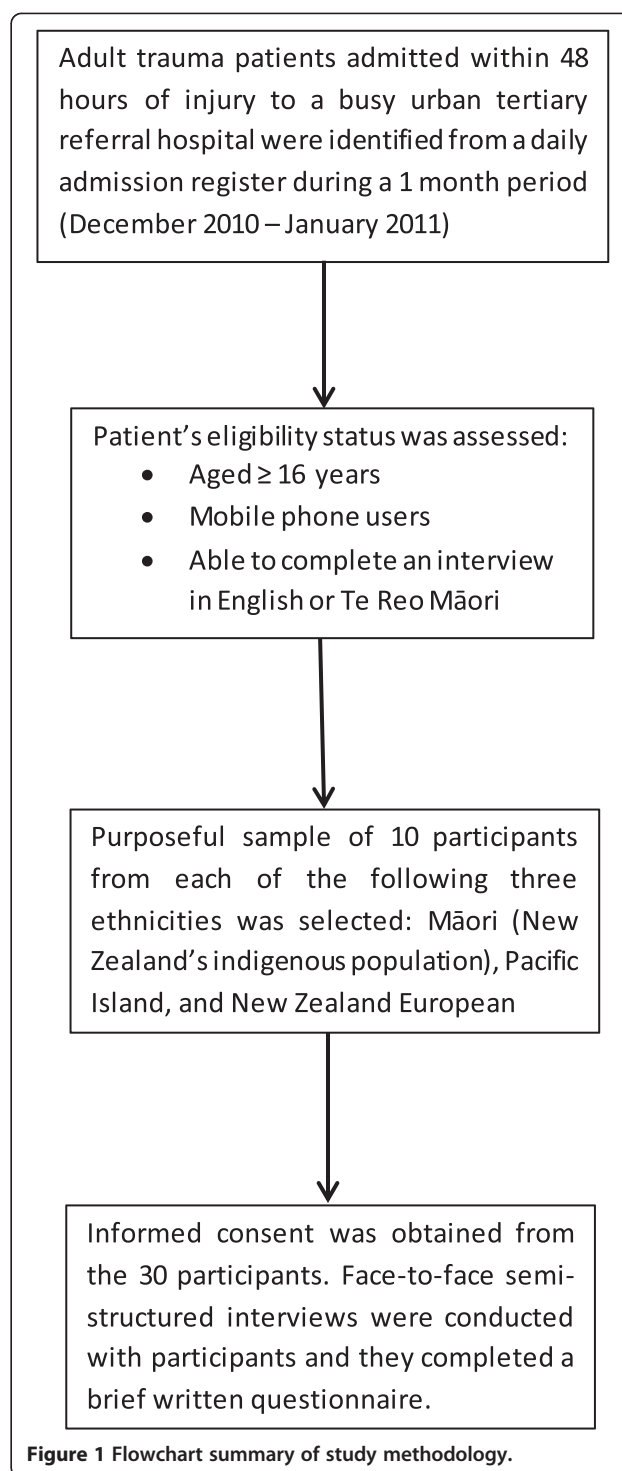 Adult trauma patients admitted within 48
hours of injury to a busy urban tertiary
referral hospital were identified from a daily
admission register during a 1 month period
(December 2010 – January 2011)
Patient's eligibility status was assessed:
• Aged ≥ 16 years
• Mobile phone users
• Able to complete an interview
in English or Te Reo Māori
Purposeful sample of 10 participants
from each of the following three
ethnicities was selected: Māori (New
Zealand's indigenous population), Pacific
Island, and New Zealand European
Informed consent was obtained from
the 30 participants. Face-to-face semi-
structured interviews were conducted
with participants and they completed a
brief written questionnaire.
Figure 1 Flowchart summary of study methodology.